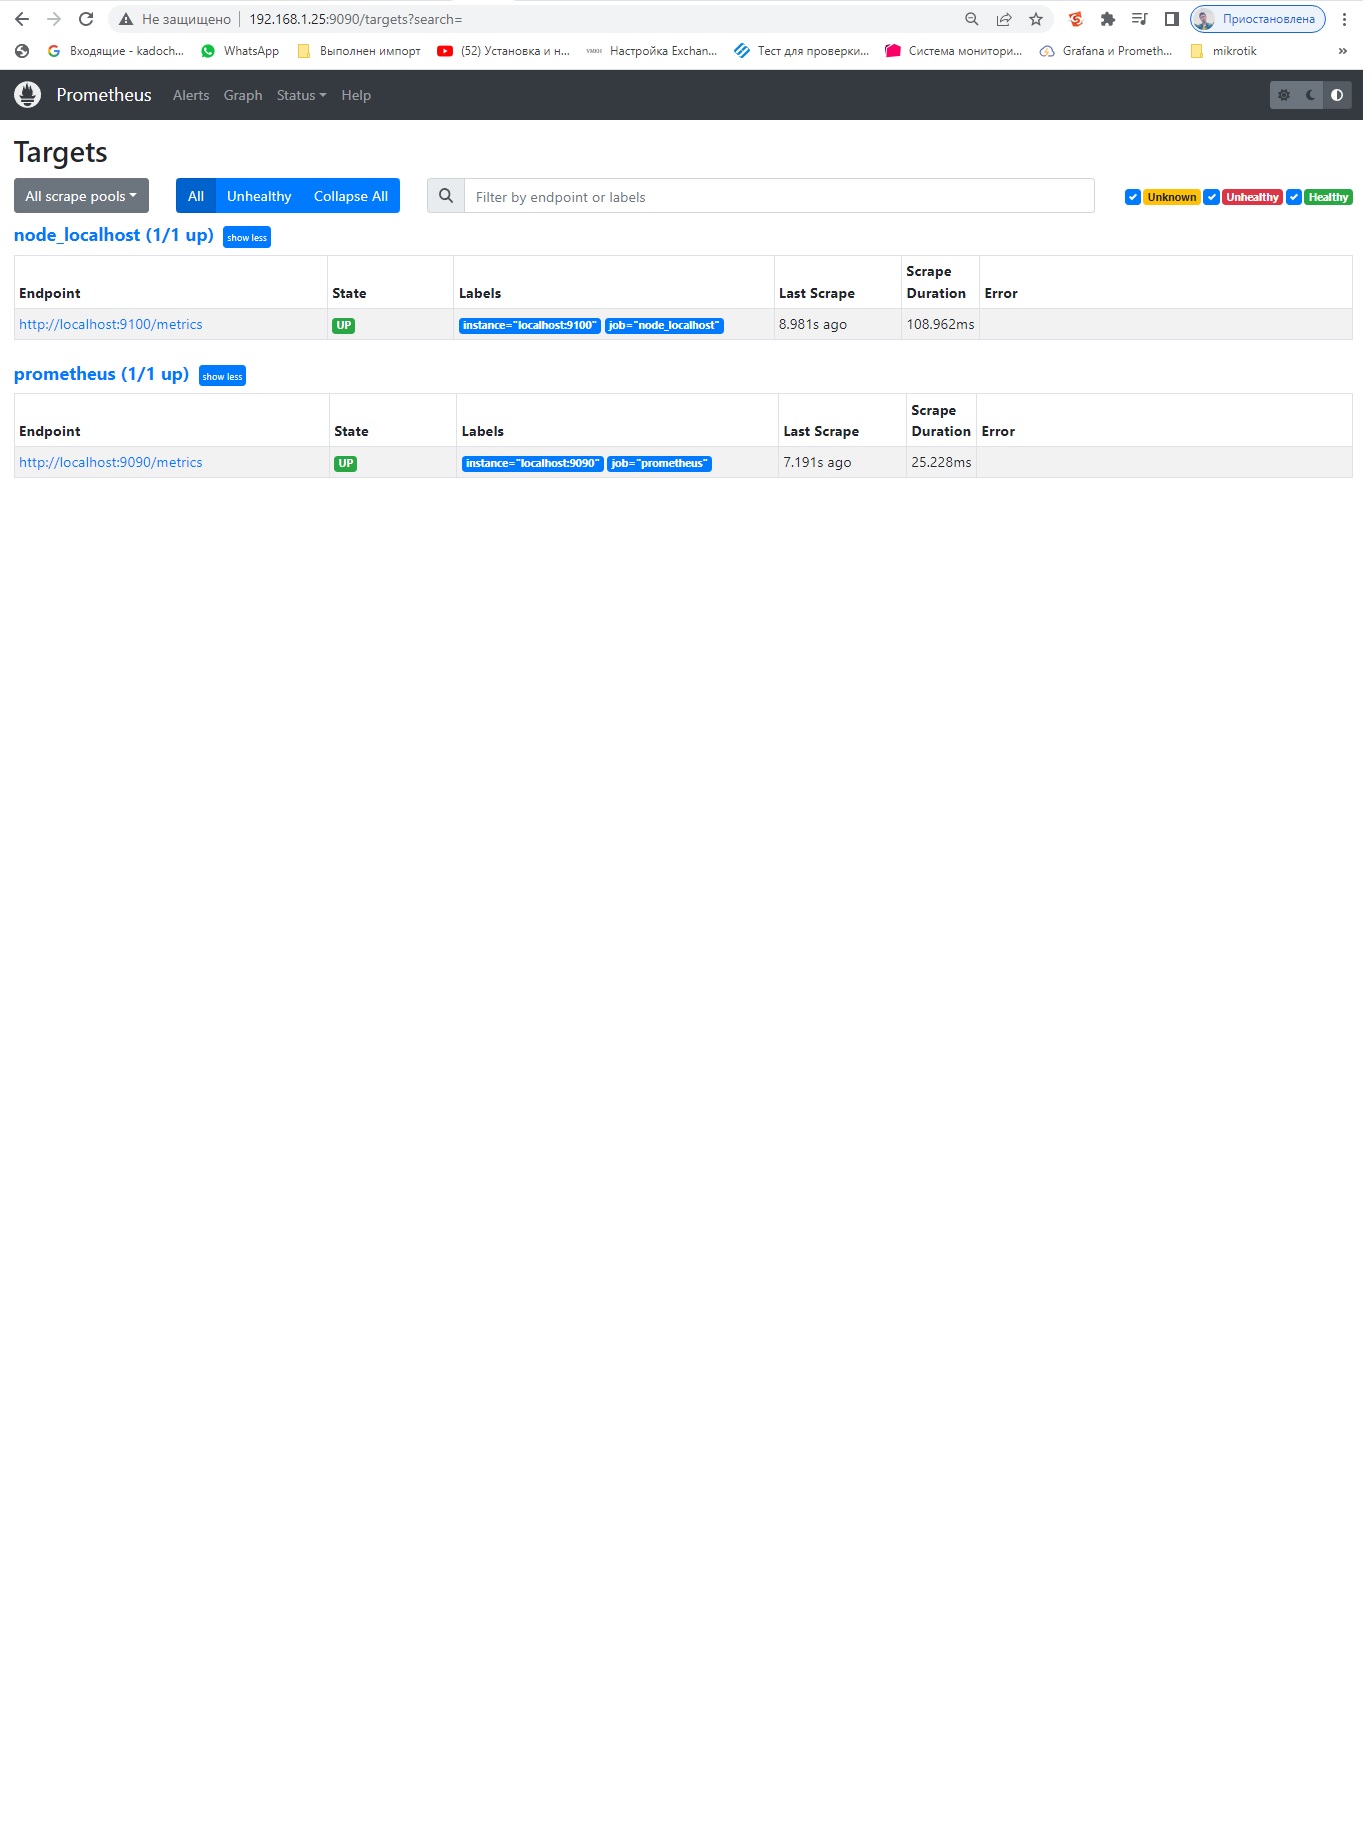 Не защищено 192.168.1.25:9090/targets?search= Приостановлена
Входящие - kadoch... WhatsApp Выполнен импорт (52) Установка и н... Настройка Exchan... Тест для проверки... Система монитори... Grafana и Prometh... mikrotik »
Prometheus Alerts Graph Status Help
Targets
All scrape pools All Unhealthy Collapse All Filter by endpoint or labels Unknown Unhealthy Healthy
node_localhost (1/1 up) show less
Endpoint State Labels Last Scrape Scrape Duration Error
http://localhost:9100/metrics UP instance="localhost:9100" job="node_localhost" 8.981s ago 108.962ms
prometheus (1/1 up) show less
Endpoint State Labels Last Scrape Scrape Duration Error
http://localhost:9090/metrics UP instance="localhost:9090" job="prometheus" 7.191s ago 25.228ms